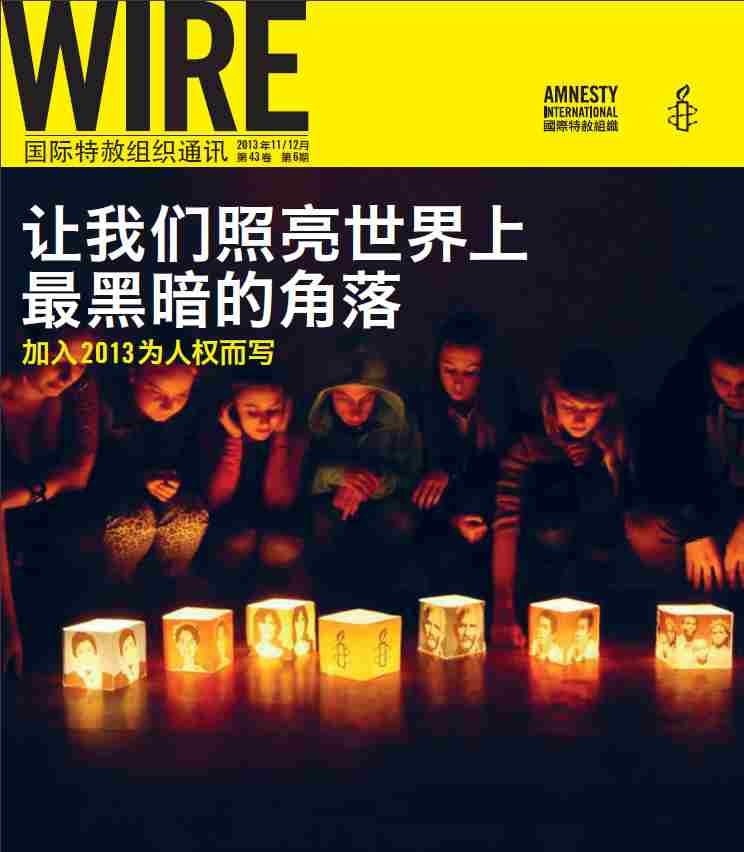 WIRE
国际特赦组织通讯
2013年11/12月
第43卷 第6期
AMNESTY
INTERNATIONAL
國際特赦組織
让我们照亮世界上
最黑暗的角落
加入2013为人权而写